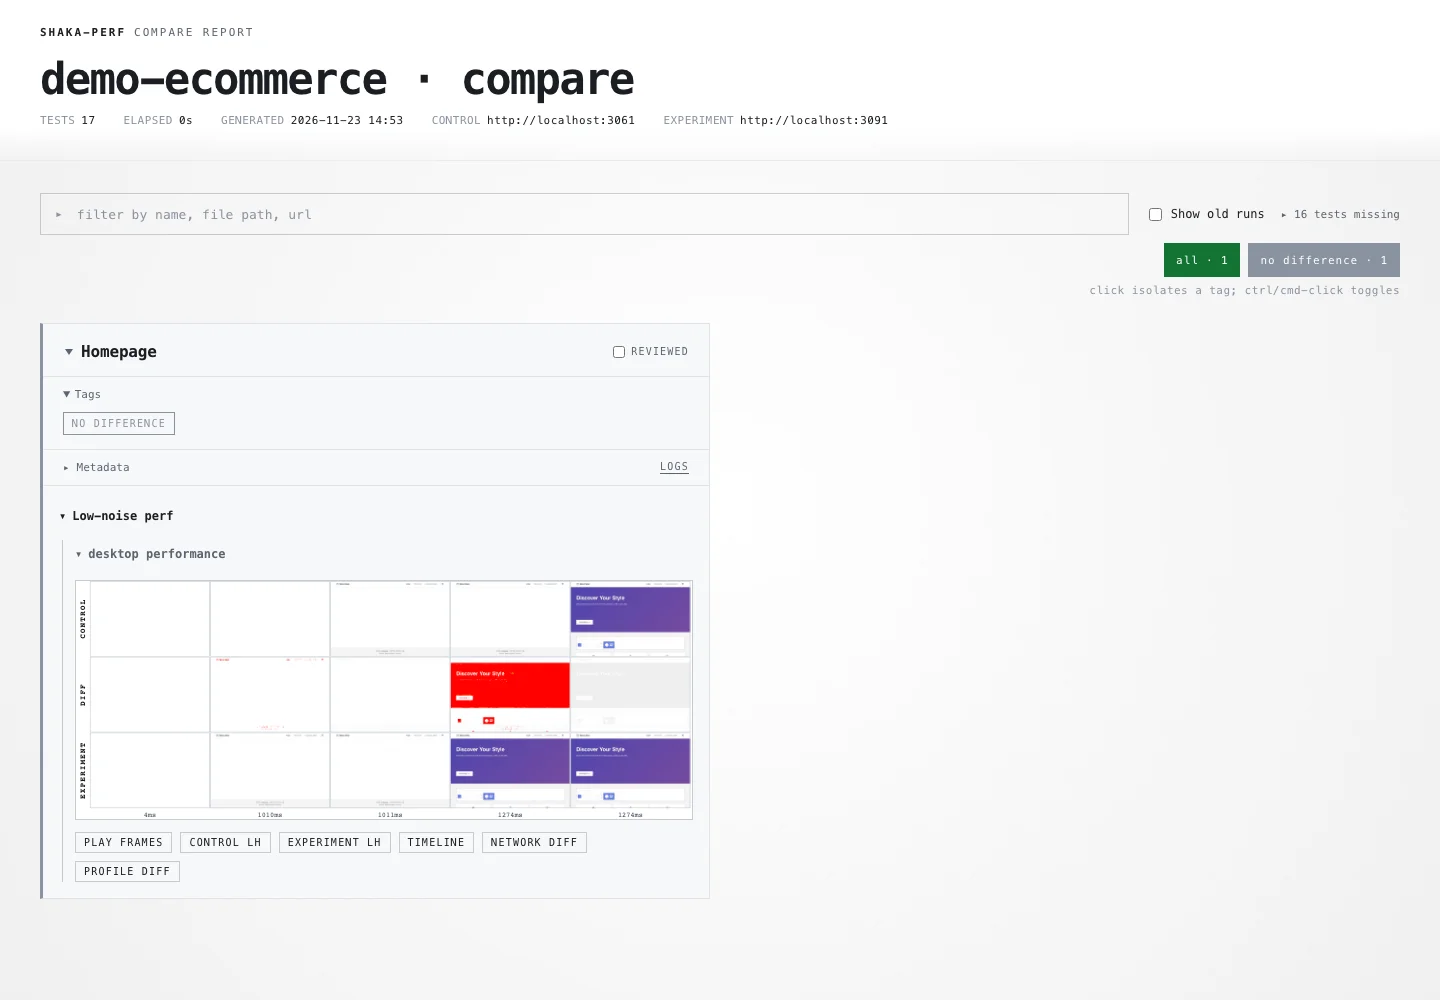 SHAKA-PERF COMPARE REPORT
demo-ecommerce · compare
TESTS 17 ELAPSED 0s GENERATED 2026-11-23 14:53 CONTROL http://localhost:3061 EXPERIMENT http://localhost:3091
▸ filter by name, file path, url
Show old runs ▸ 16 tests missing
all · 1 no difference · 1
click isolates a tag; ctrl/cmd-click toggles
▼ Homepage REVIEWED
▼ Tags
NO DIFFERENCE
▸ Metadata LOGS
▾ Low-noise perf
▾ desktop performance
CONTROL
Discover Your Style
DIFF
Discover Your Style
EXPERIMENT
Discover Your Style Discover Your Style
4ms 1010ms 1011ms 1274ms 1274ms
PLAY FRAMES CONTROL LH EXPERIMENT LH TIMELINE NETWORK DIFF
PROFILE DIFF